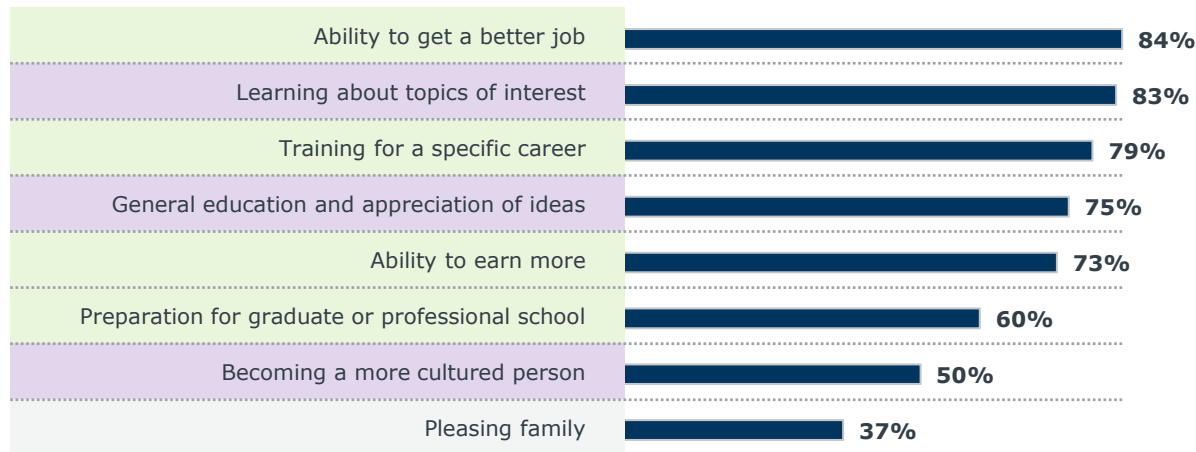 Ability to get a better job 84%
Learning about topics of interest 83%
Training for a specific career 79%
General education and appreciation of ideas 75%
Ability to earn more 73%
Preparation for graduate or professional school 60%
Becoming a more cultured person 50%
Pleasing family 37%